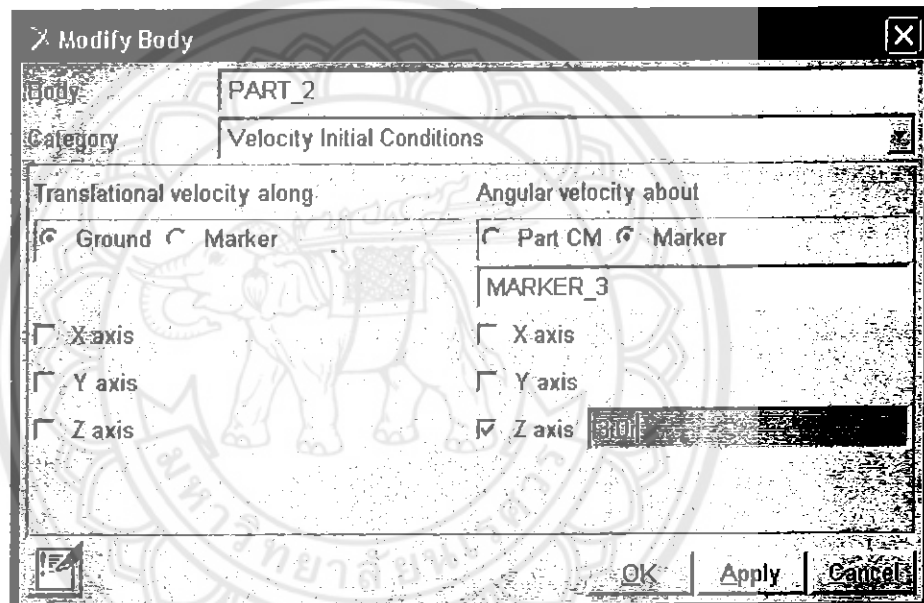 Modify Body
Body PART_2
Category Velocity Initial Conditions
Translational velocity along Angular velocity about
Ground Marker Part CM Marker
MARKER_3
X axis X axis
Y axis Y axis
Z axis Z axis
OK Apply Cancel